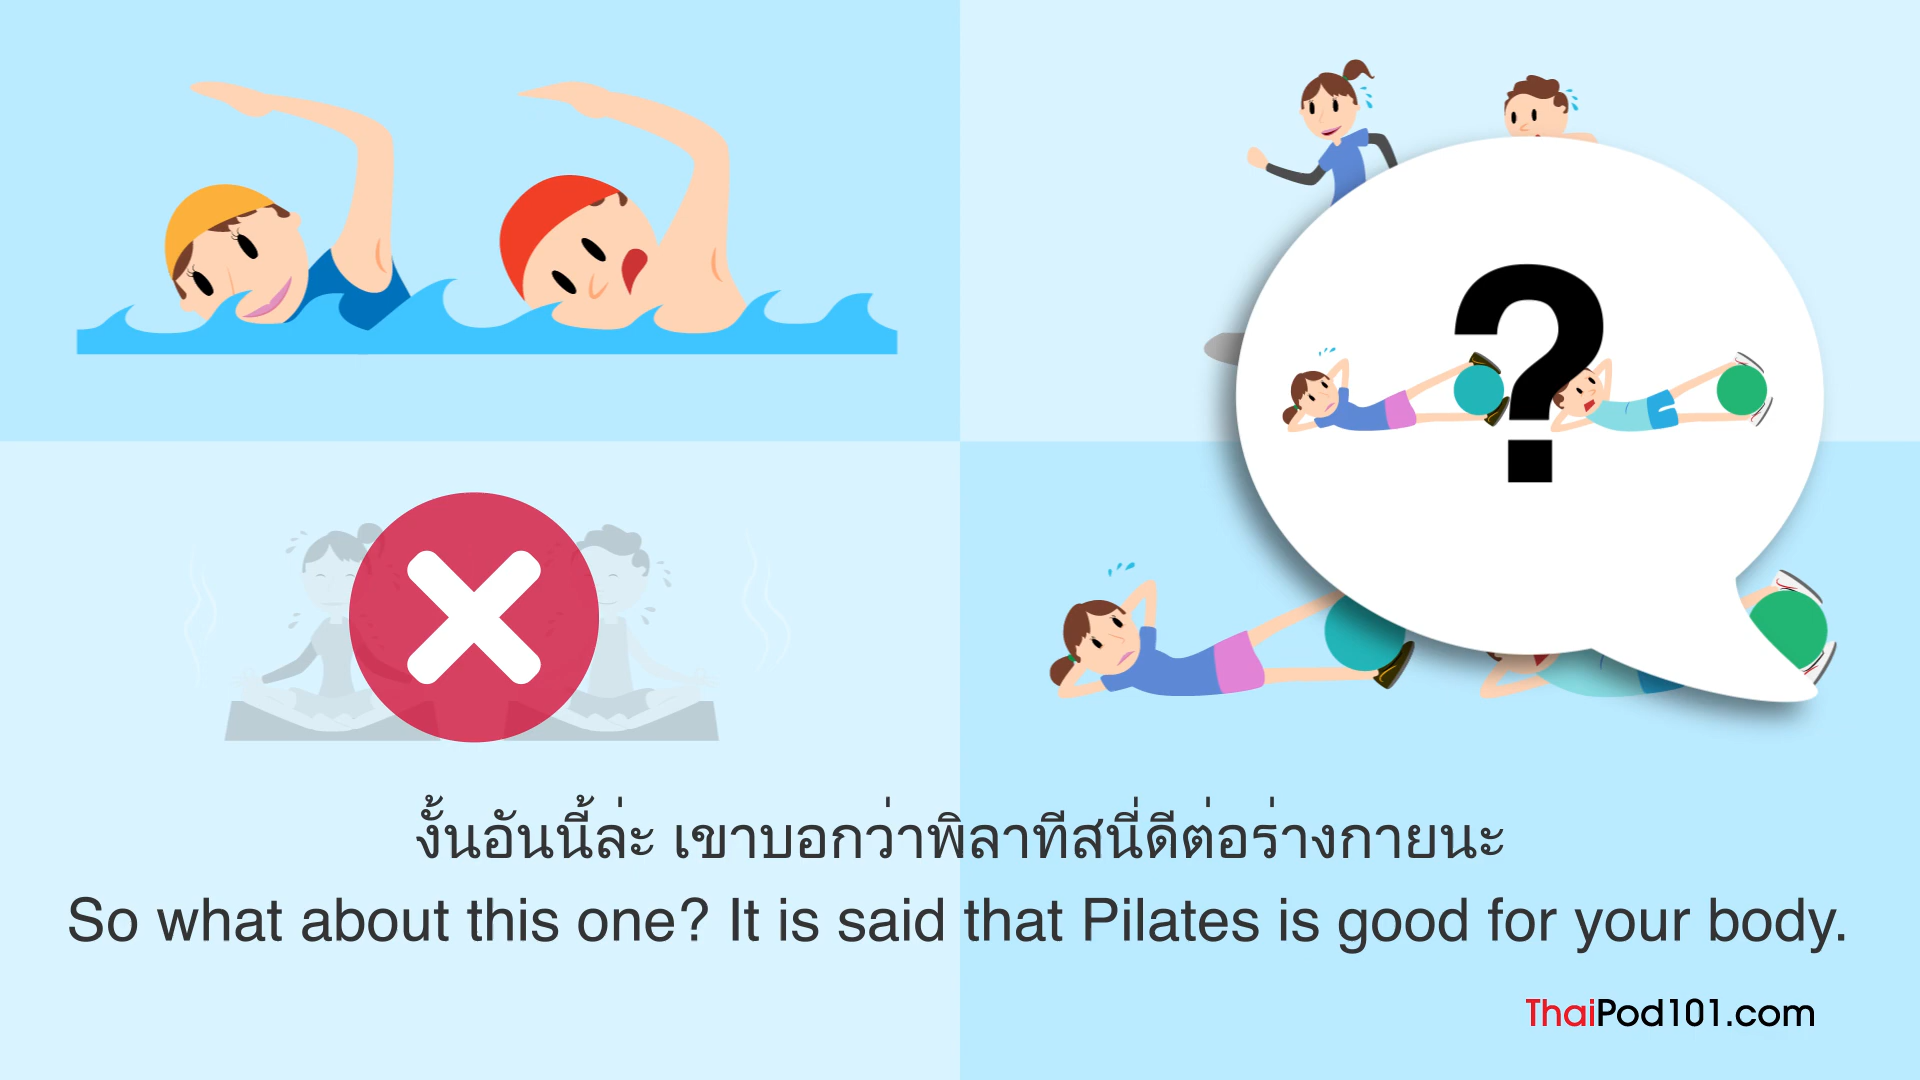 ?
งั้นอันนี้ล่ะ เขาบอกว่าพิลาทีสนี่ดีต่อร่างกายนะ
So what about this one? It is said that Pilates is good for your body.
ThaiPod101.com